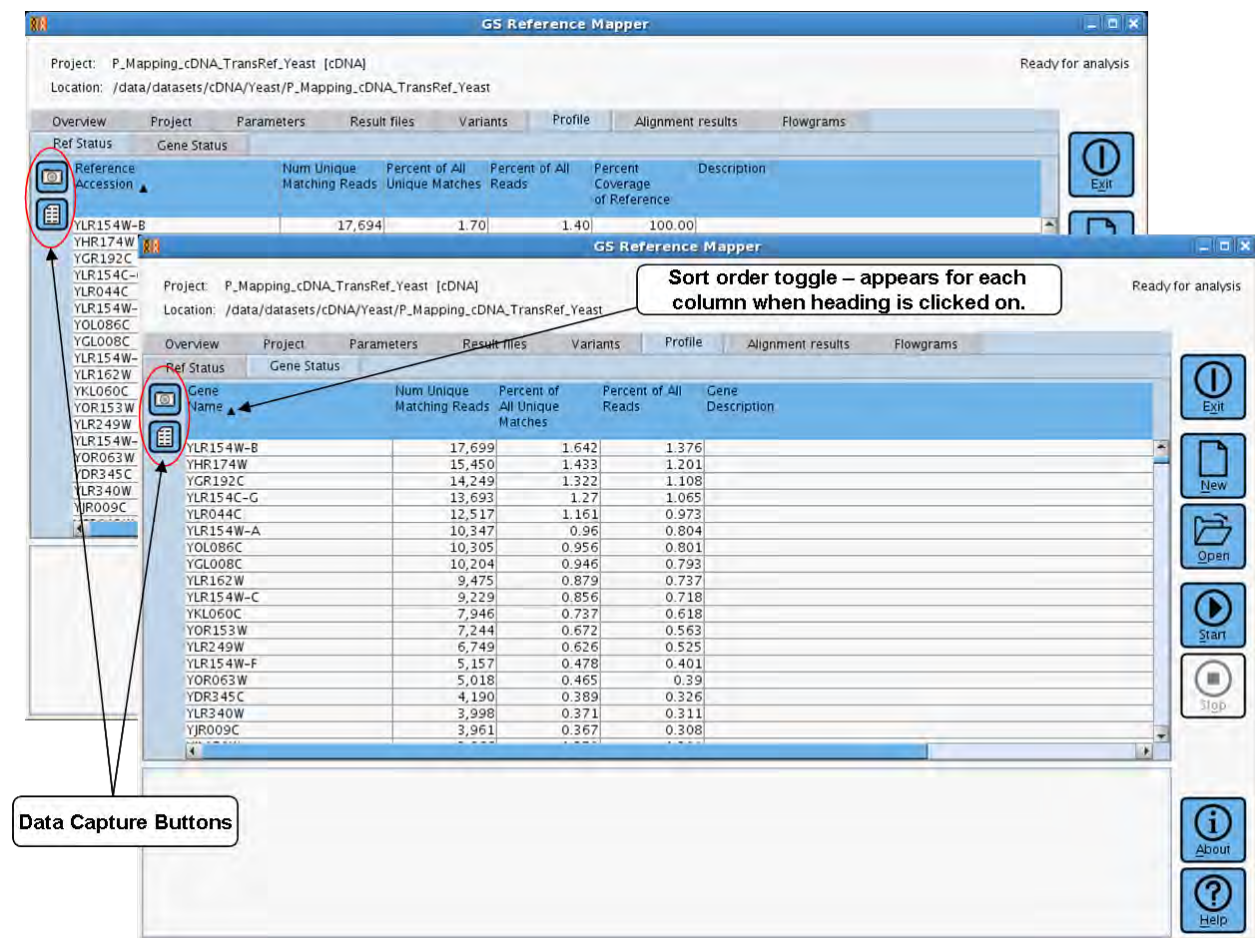 GS Reference Mapper
Project: P_Mapping_cDNA_TransRef_Yeast [cDNA]
Ready for analysis
Location: /data/datasets/cDNA/Yeast/P_Mapping_cDNA_TransRef_Yeast
Overview Project Parameters Result files Variants Profile Alignment results Flowgrams
Ref Status Gene Status
Reference Accession
Num Unique Matching Reads
Percent of All Unique Matches
Percent of All Reads
Percent Coverage of Reference
Description
Exit
YLR154W-B 17,694 1.70 1.40 100.00
YHR174W
YGR192C
YLR154C-
YLR044C
YLR154W-
YOL086C
YGL008C
YLR154W-
YLR162W
YKL060C
YOR153W
YLR249W
YLR154W-
YOR063W
YDR345C
YLR340W
YJR009C
GS Reference Mapper
Sort order toggle – appears for each
column when heading is clicked on.
Project: P_Mapping_cDNA_TransRef_Yeast [cDNA]
Ready for analysis
Location: /data/datasets/cDNA/Yeast/P_Mapping_cDNA_TransRef_Yeast
Overview Project Parameters Result files Variants Profile Alignment results Flowgrams
Ref Status Gene Status
Gene Name
Num Unique Matching Reads
Percent of All Unique Matches
Percent of All Reads
Gene Description
YLR154W-B 17,699 1.642 1.376
YHR174W 15,450 1.433 1.201
YGR192C 14,249 1.322 1.108
YLR154C-G 13,693 1.27 1.065
YLR044C 12,517 1.161 0.973
YLR154W-A 10,347 0.96 0.804
YOL086C 10,305 0.956 0.801
YGL008C 10,204 0.946 0.793
YLR162W 9,475 0.879 0.737
YLR154W-C 9,229 0.856 0.718
YKL060C 7,946 0.737 0.618
YOR153W 7,244 0.672 0.563
YLR249W 6,749 0.626 0.525
YLR154W-F 5,157 0.478 0.401
YOR063W 5,018 0.465 0.39
YDR345C 4,190 0.389 0.326
YLR340W 3,998 0.371 0.311
YJR009C 3,961 0.367 0.308
Exit
New
Open
Start
Stop
About
Help
Data Capture Buttons